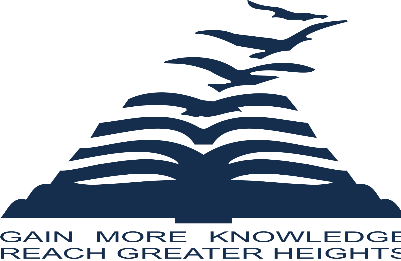 GAIN MORE KNOWLEDGE
REACH GREATER HEIGHTS